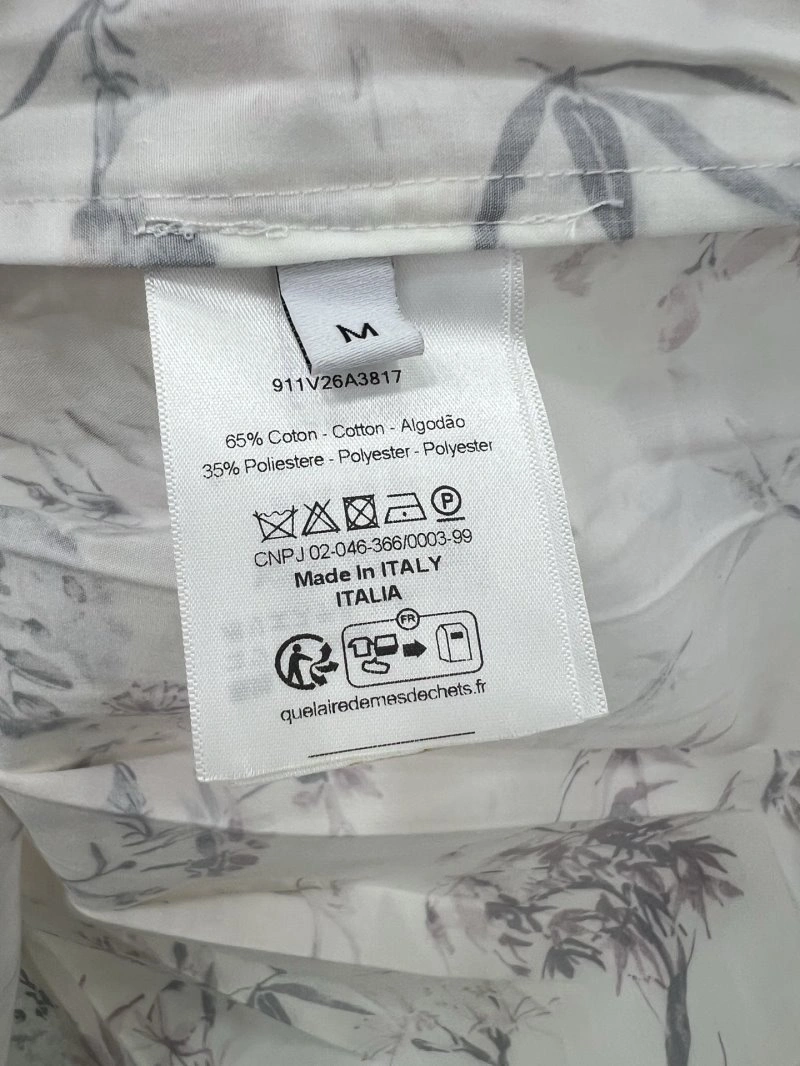 M
911V26A3817
65% Coton - Cotton - Algodão
35% Poliestere - Polyester - Polyester
P
CNPJ 02-046-366/0003-99
Made In ITALY
ITALIA
FR
quelairedemesdechets.fr